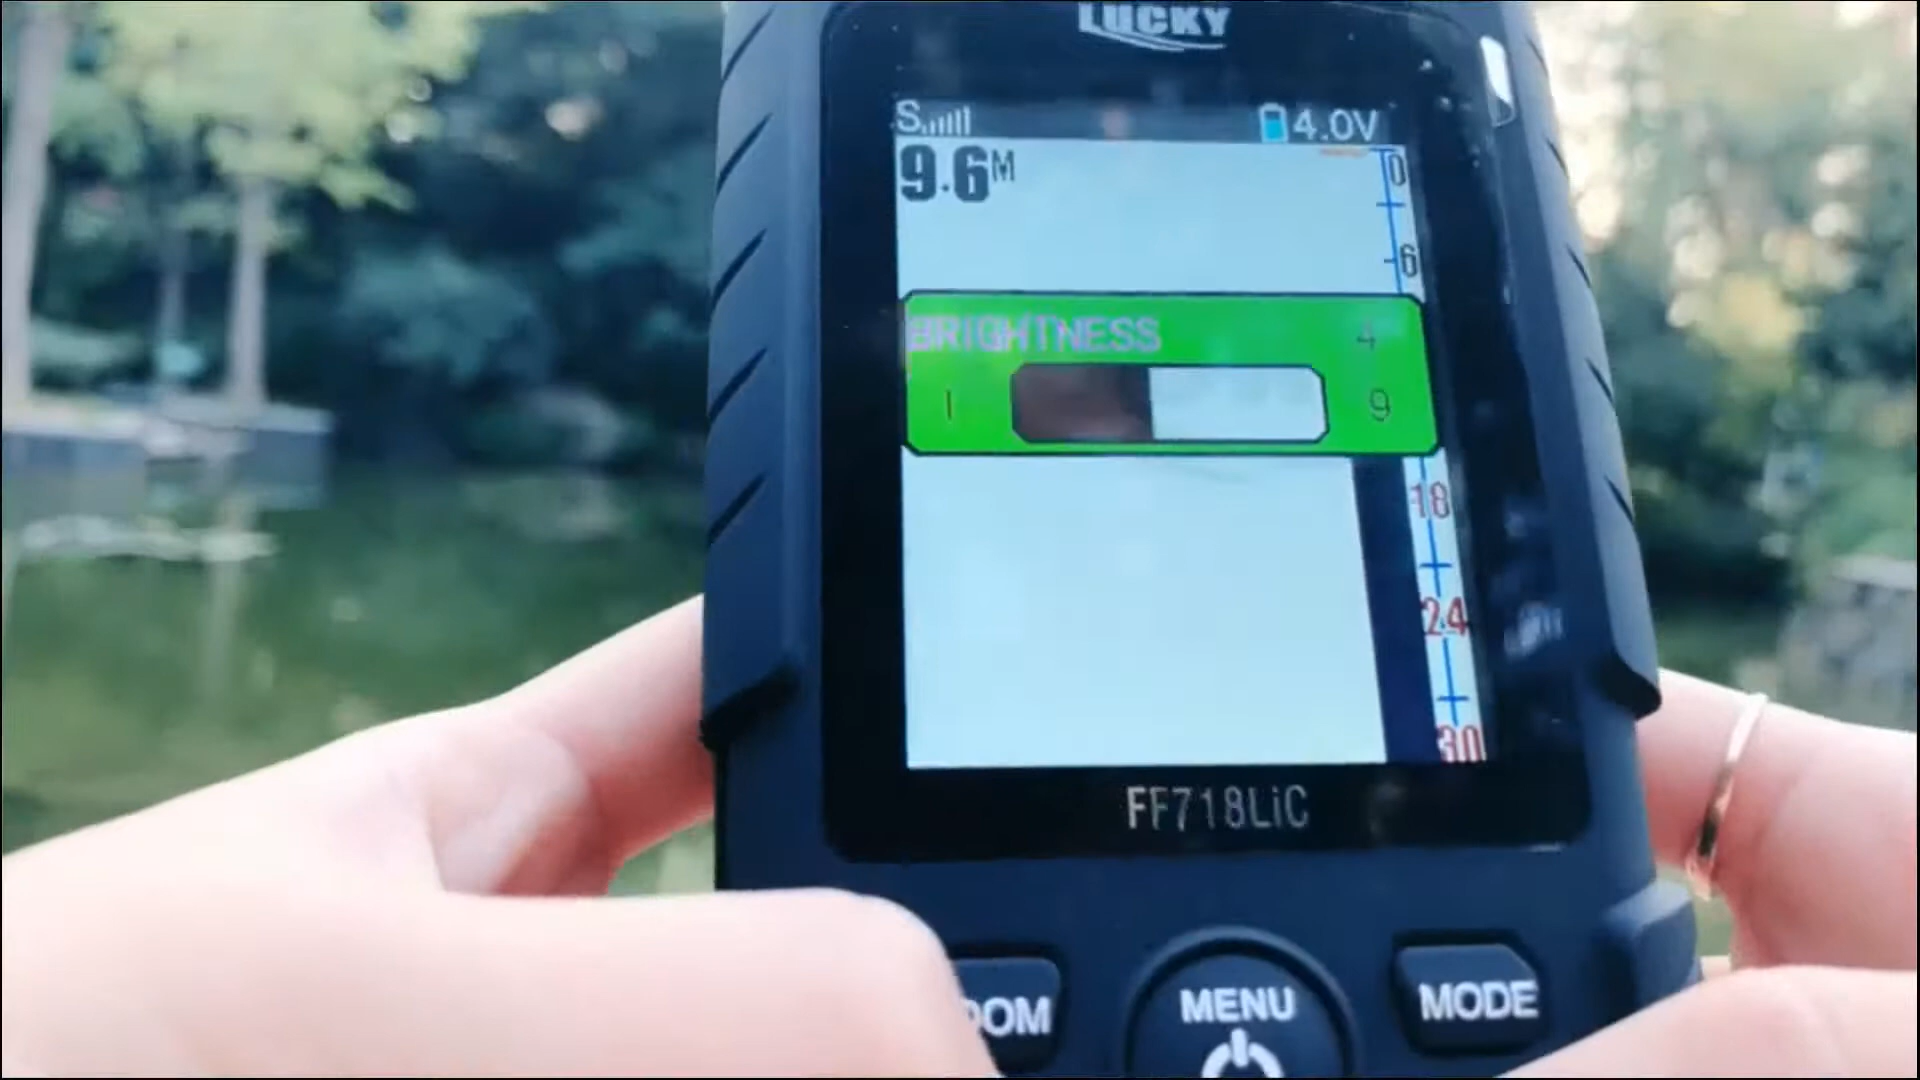 LUCKY
S 4.0V
9.6M
0
6
BRIGHTNESS 4
1 9
18
24
30
FF718LiC
OOM MENU MODE